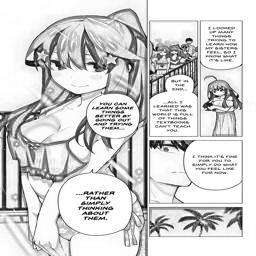 I LOOKED
UP MANY
THINGS
TRYING TO
LEARN HOW
MY SISTERS
FEEL, SO I
KNOW WHAT
IT'S LIKE.
BUT IN
THE
END...
...ALL I
LEARNED WAS
THAT THIS
WORLD IS FULL
OF THINGS
TEXTBOOKS
CAN'T
TEACH YOU.
YOU CAN
LEARN SOME
THINGS
BETTER BY
GOING OUT
AND TRYING
THEM...
...RATHER
THAN
SIMPLY
THINKING
ABOUT
THEM.
I THINK IT'S FINE
FOR YOU TO
SIMPLY DO WHAT
YOU FEEL LIKE
FOR NOW.